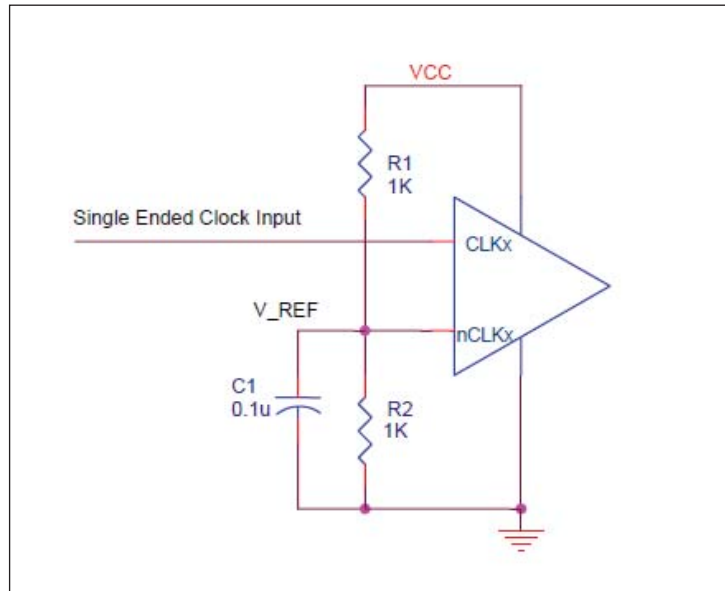 VCC
R1
1K
Single Ended Clock Input
CLKx
V_REF
nCLKx
C1
0.1u
R2
1K